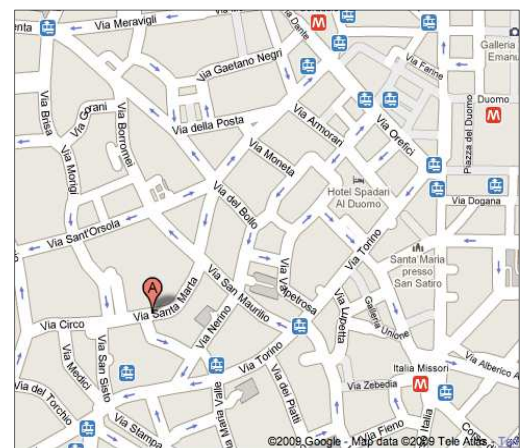 Via Meravigli
Via Dante
M
Galleria
Emanu
Via Gaetano Negri
Via Farine
Via Gorani
Via Brisa
Via Borromei
Via della Posta
Via Armorari
Via Orefici
Duomo
M
Piazza del Duomo
Via Morigi
Via Moneta
Hotel Spadari
Al Duomo
Via Dogana
Via del Bollo
Via Sant'Orsola
Via Torino
Santa Maria
presso
San Satiro
A
Via Santa Marta
Via San Maurilio
Via Valpetrosa
Via Lupetta
Galleria Unione
Via Circo
Via Nerino
Via Medici
Via San Sisto
Via Torino
Italia Missori
M
Via Alberico A
Via del Torchio
Via Stampa
Maria Valle
Via dei Piatti
Via Zebedia
Via Fieno
Italia
©2009 Google - Map data ©2009 Tele Atlas -